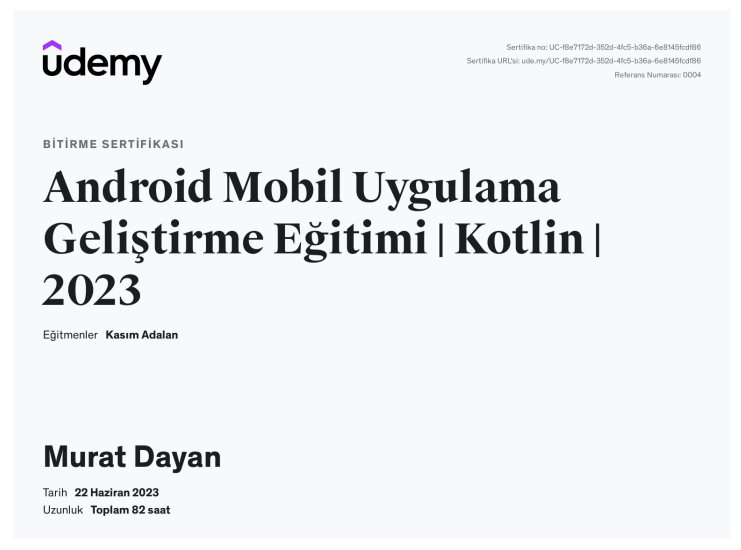 udemy
Sertifika no: UC-f8e7172d-352d-4fc5-b36a-6e8145fcdf86
Sertifika URL'si: ude.my/UC-f8e7172d-352d-4fc5-b36a-6e8145fcdf86
Referans Numarası: 0004
BİTİRME SERTİFİKASI
Android Mobil Uygulama
Geliştirme Eğitimi | Kotlin |
2023
Eğitmenler Kasım Adalan
Murat Dayan
Tarih 22 Haziran 2023
Uzunluk Toplam 82 saat